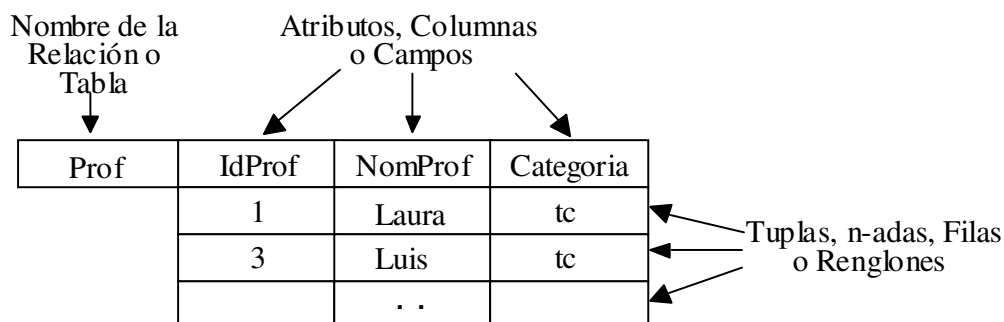 Nombre de la
Relación o
Tabla
Atributos, Columnas
o Campos
Prof IdProf NomProf Categoria
1 Laura tc
3 Luis tc
. .
Tuplas, n-adas, Filas
o Renglones